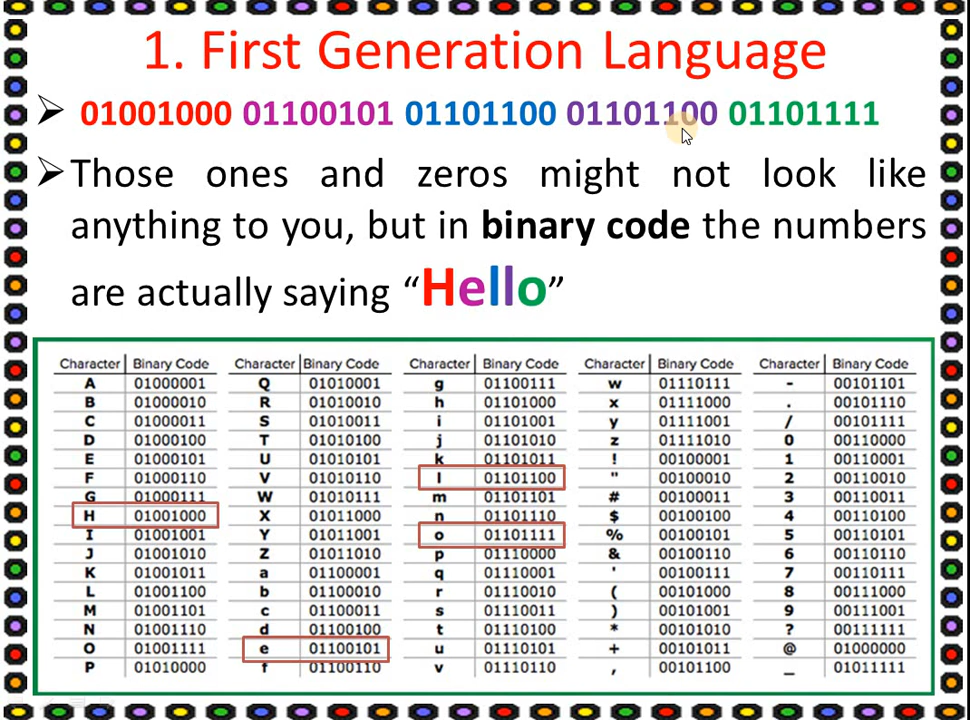 1. First Generation Language
01001000 01100101 01101100 01101100 01101111
Those ones and zeros might not look like
anything to you, but in binary code the numbers
are actually saying “Hello”
Character Binary Code Character Binary Code Character Binary Code Character Binary Code Character Binary Code
A 01000001 Q 01010001 g 01100111 w 01110111 - 00101101
B 01000010 R 01010010 h 01101000 x 01111000 . 00101110
C 01000011 S 01010011 i 01101001 y 01111001 / 00101111
D 01000100 T 01010100 j 01101010 z 01111010 0 00110000
E 01000101 U 01010101 k 01101011 ! 00100001 1 00110001
F 01000110 V 01010110 l 01101100 " 00100010 2 00110010
G 01000111 W 01010111 m 01101101 # 00100011 3 00110011
H 01001000 X 01011000 n 01101110 $ 00100100 4 00110100
I 01001001 Y 01011001 o 01101111 % 00100101 5 00110101
J 01001010 Z 01011010 p 01110000 & 00100110 6 00110110
K 01001011 a 01100001 q 01110001 ' 00100111 7 00110111
L 01001100 b 01100010 r 01110010 ( 00101000 8 00111000
M 01001101 c 01100011 s 01110011 ) 00101001 9 00111001
N 01001110 d 01100100 t 01110100 * 00101010 ? 00111111
O 01001111 e 01100101 u 01110101 + 00101011 @ 01000000
P 01010000 f 01100110 v 01110110 , 00101100 _ 01011111